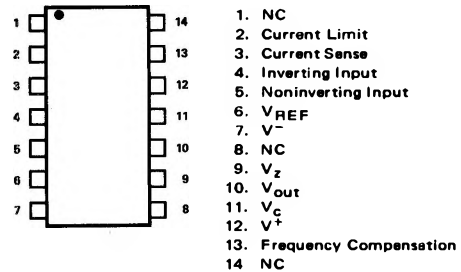 1 14
2 13
3 12
4 11
5 10
6 9
7 8
1. NC
2. Current Limit
3. Current Sense
4. Inverting Input
5. Noninverting Input
6. VREF
7. V−
8. NC
9. Vz
10. Vout
11. Vc
12. V+
13. Frequency Compensation
14 NC